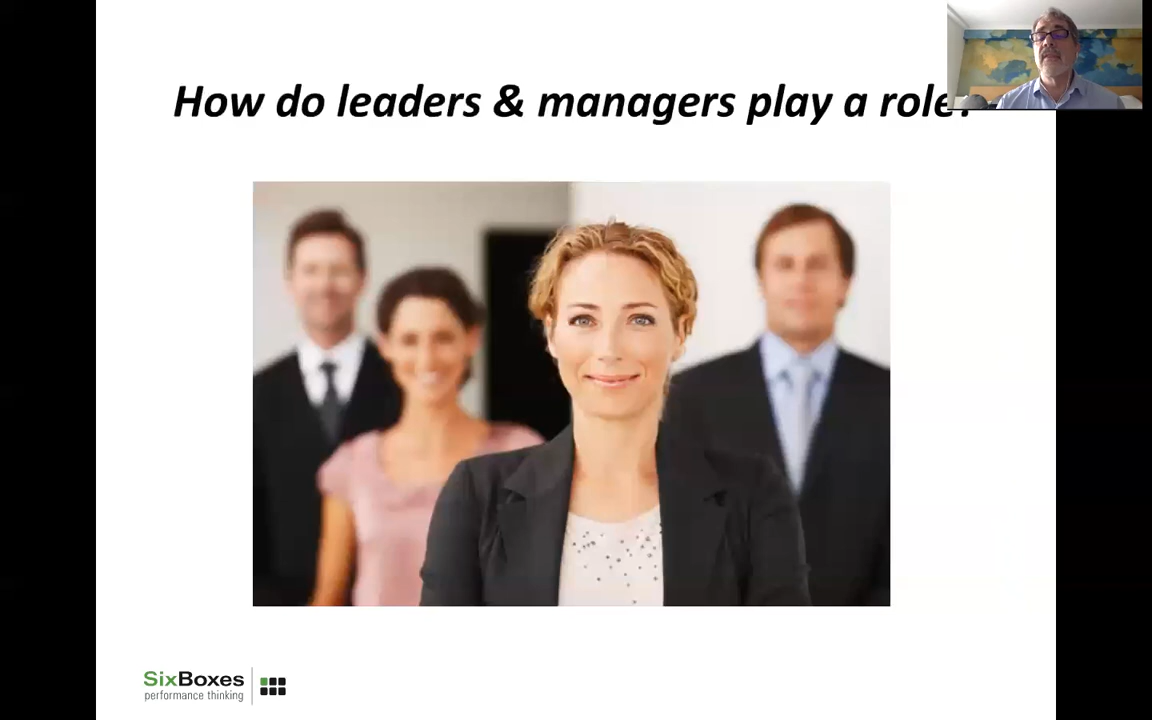 How do leaders & managers play a role?
SixBoxes
performance thinking